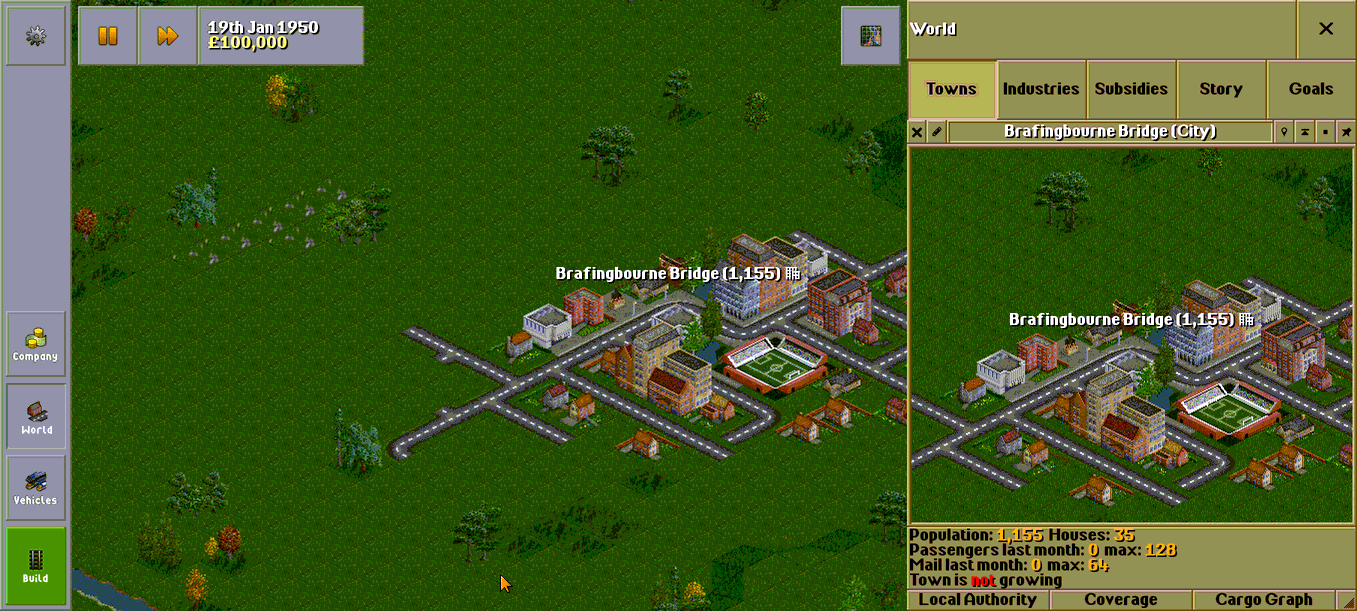 19th Jan 1950
£100,000
World
Towns Industries Subsidies Story Goals
Brafingbourne Bridge (City)
Brafingbourne Bridge (1,155)
Brafingbourne Bridge (1,155)
Company
World
Vehicles
Build
Population: 1,155 Houses: 35
Passengers last month: 0 max: 128
Mail last month: 0 max: 64
Town is not growing
Local Authority Coverage Cargo Graph